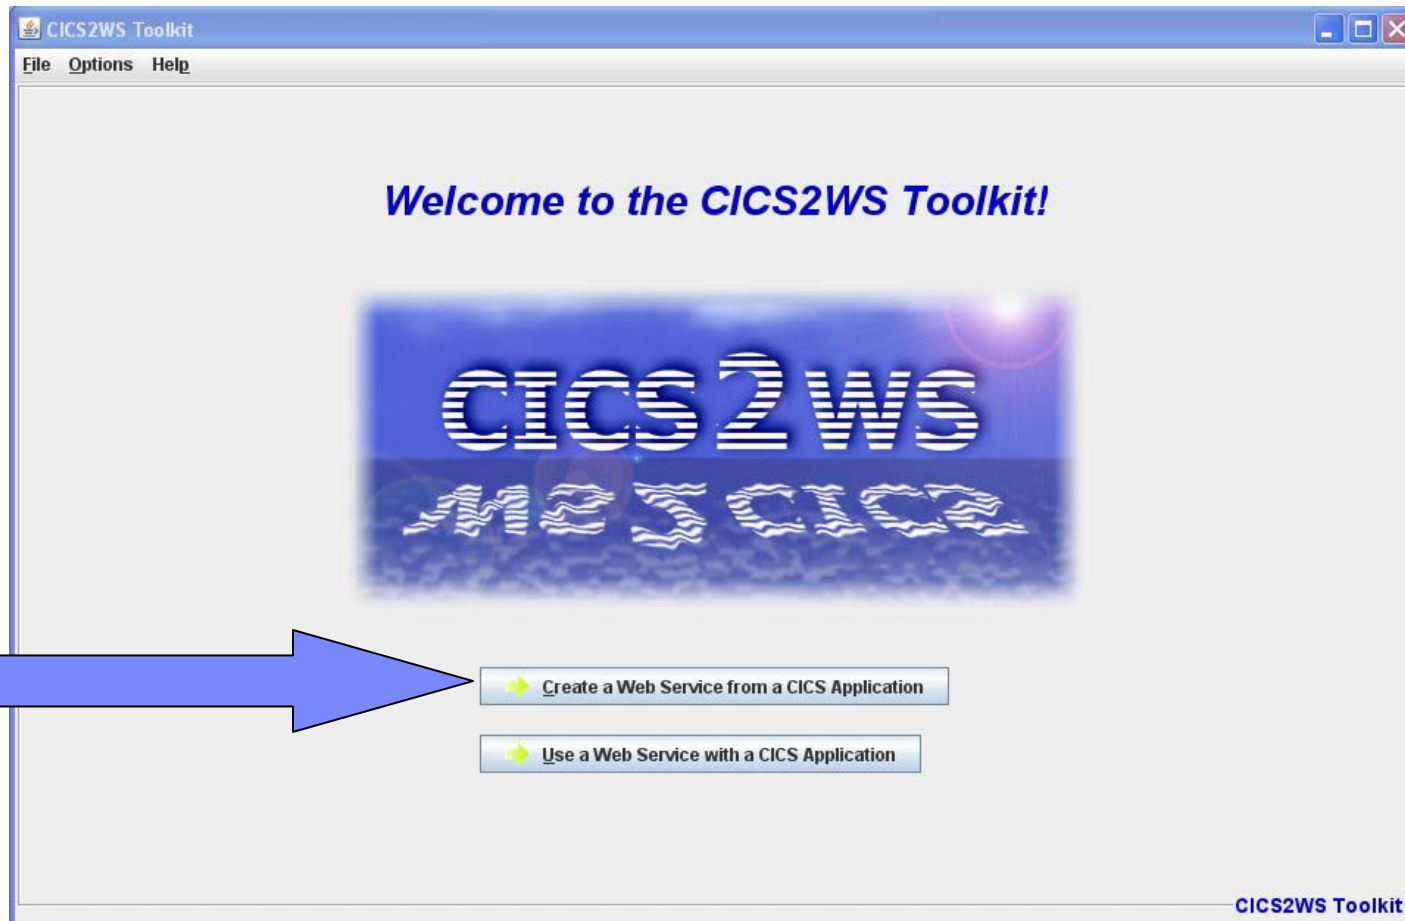 CICS2WS Toolkit
File Options Help
Welcome to the CICS2WS Toolkit!
CICS2WS
Create a Web Service from a CICS Application
Use a Web Service with a CICS Application
CICS2WS Toolkit